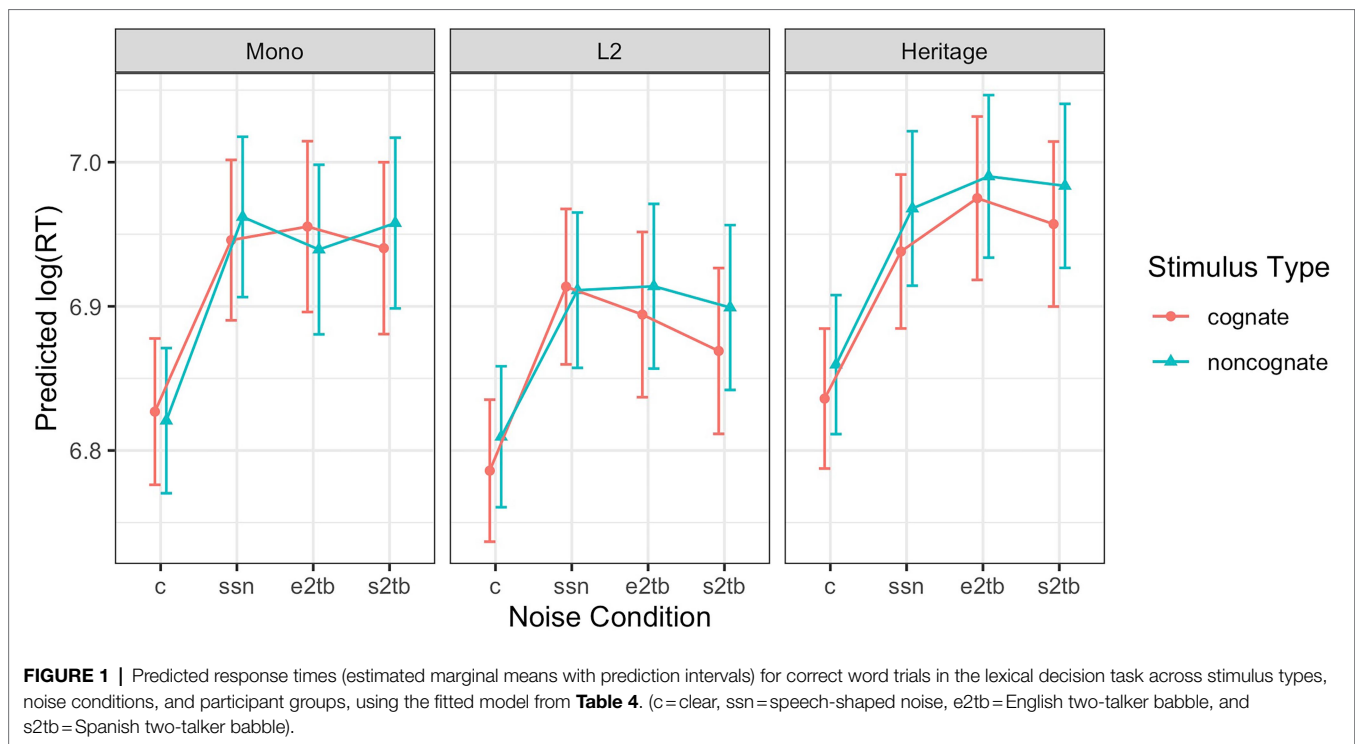 Mono L2 Heritage
7.0
6.9
6.8
Predicted log(RT)
c ssn e2tb s2tb c ssn e2tb s2tb c ssn e2tb s2tb
Noise Condition
Stimulus Type
cognate
noncognate
FIGURE 1 | Predicted response times (estimated marginal means with prediction intervals) for correct word trials in the lexical decision task across stimulus types,
noise conditions, and participant groups, using the fitted model from Table 4. (c = clear, ssn = speech-shaped noise, e2tb = English two-talker babble, and
s2tb = Spanish two-talker babble).